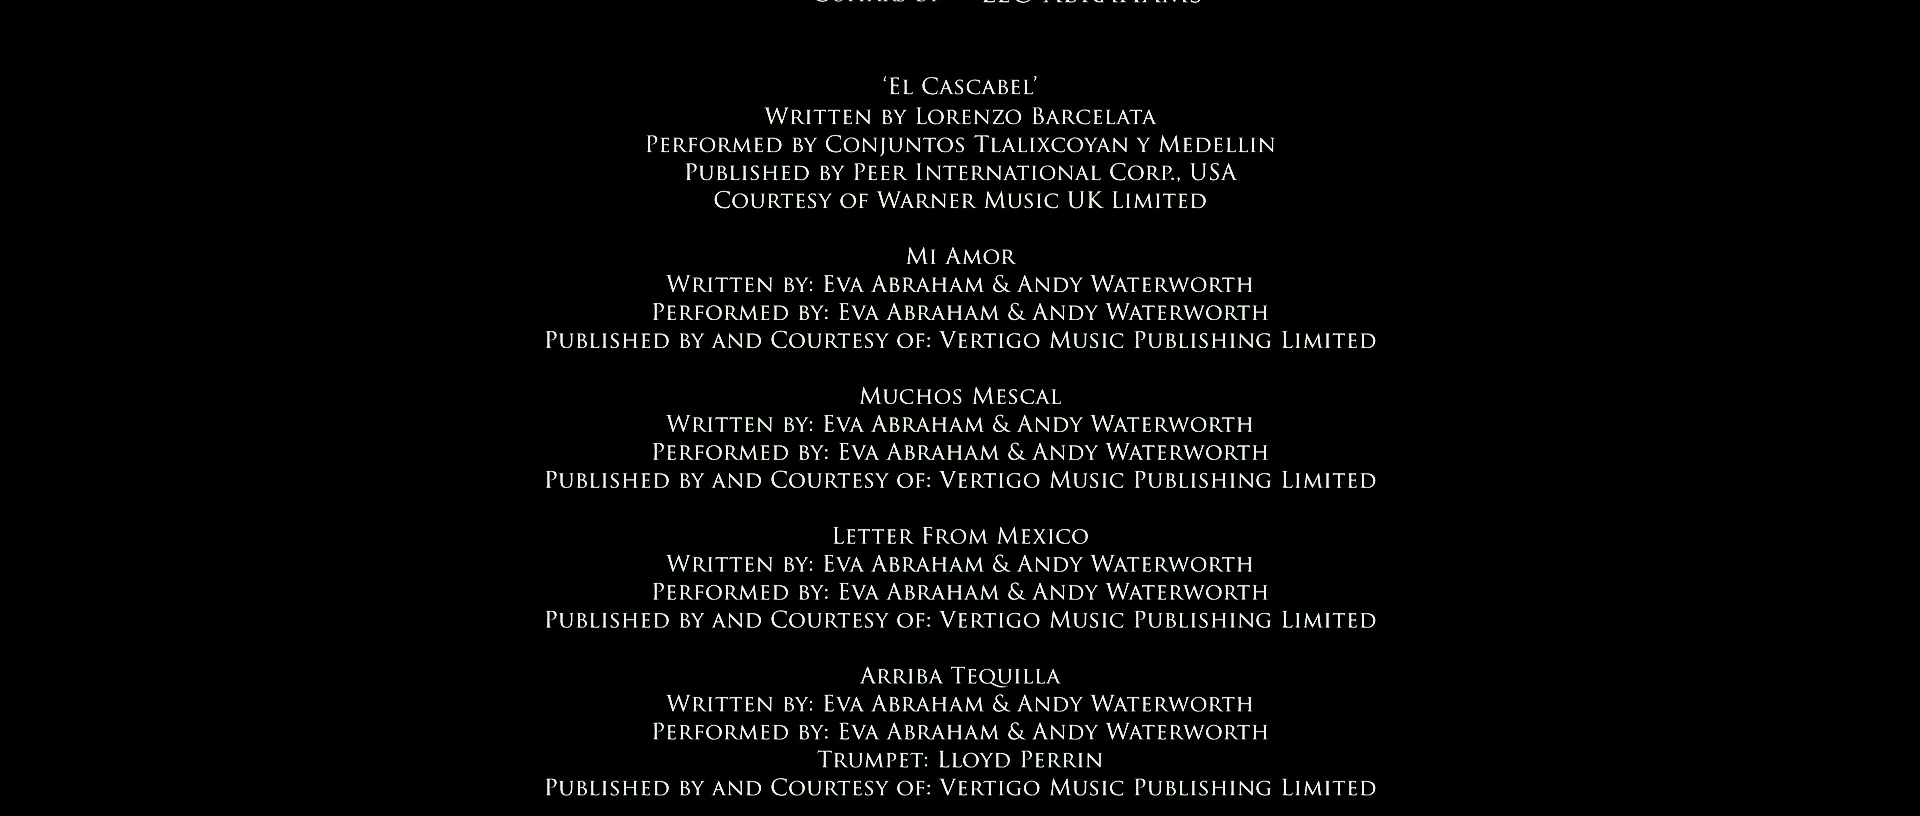 Leo Abrahams
‘El Cascabel’
Written by Lorenzo Barcelata
Performed by Conjuntos Tlalixcoyan y Medellin
Published by Peer International Corp., USA
Courtesy of Warner Music UK Limited
Mi Amor
Written by: Eva Abraham & Andy Waterworth
Performed by: Eva Abraham & Andy Waterworth
Published by and Courtesy of: Vertigo Music Publishing Limited
Muchos Mescal
Written by: Eva Abraham & Andy Waterworth
Performed by: Eva Abraham & Andy Waterworth
Published by and Courtesy of: Vertigo Music Publishing Limited
Letter From Mexico
Written by: Eva Abraham & Andy Waterworth
Performed by: Eva Abraham & Andy Waterworth
Published by and Courtesy of: Vertigo Music Publishing Limited
Arriba Tequilla
Written by: Eva Abraham & Andy Waterworth
Performed by: Eva Abraham & Andy Waterworth
Trumpet: Lloyd Perrin
Published by and Courtesy of: Vertigo Music Publishing Limited